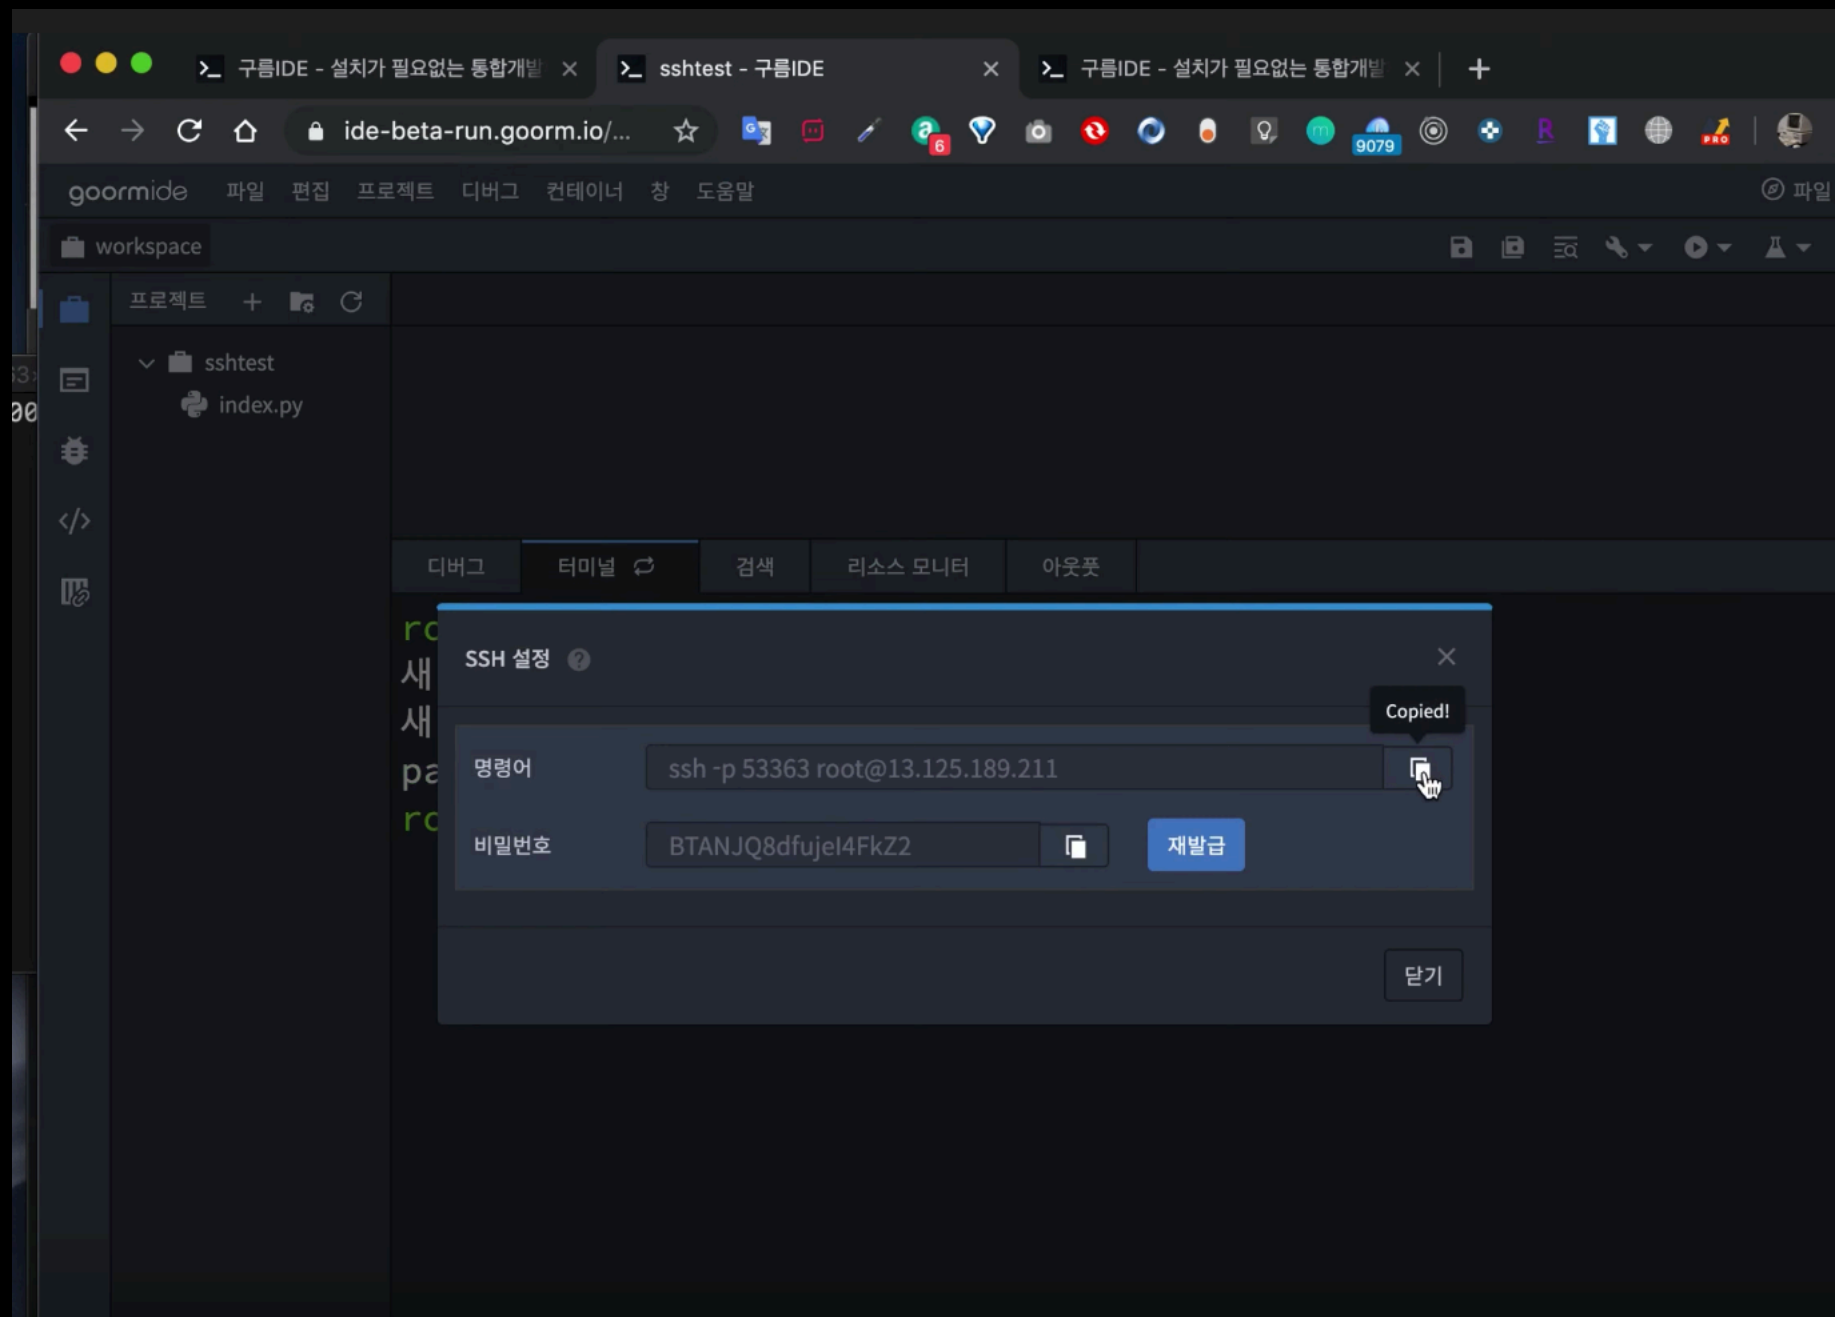 구름IDE - 설치가 필요없는 통합개발
sshtest - 구름IDE
구름IDE - 설치가 필요없는 통합개발
ide-beta-run.goorm.io/...
6
9079
PRO
goormide 파일 편집 프로젝트 디버그 컨테이너 창 도움말 파일
workspace
프로젝트
sshtest
index.py
디버그 터미널 검색 리소스 모니터 아웃풋
새
새
SSH 설정
Copied!
명령어 ssh -p 53363 root@13.125.189.211
비밀번호 BTANJQ8dfujeI4FkZ2 재발급
닫기